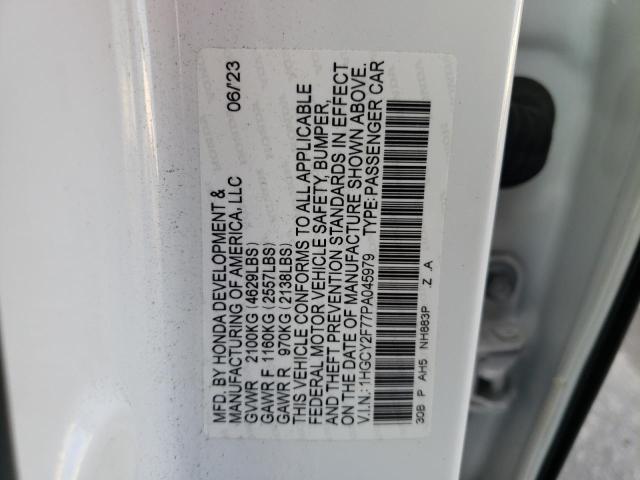 MFD. BY HONDA DEVELOPMENT & 06/23
MANUFACTURING OF AMERICA, LLC
GVWR 2100KG (4629LBS)
GAWR F 1160KG (2557LBS)
GAWR R 970KG (2138LBS)
THIS VEHICLE CONFORMS TO ALL APPLICABLE
FEDERAL MOTOR VEHICLE SAFETY, BUMPER,
AND THEFT PREVENTION STANDARDS IN EFFECT
ON THE DATE OF MANUFACTURE SHOWN ABOVE.
V.I.N.:1HGCY2F77PA045979 TYPE:PASSENGER CAR
30B P AH5 NH883P Z A